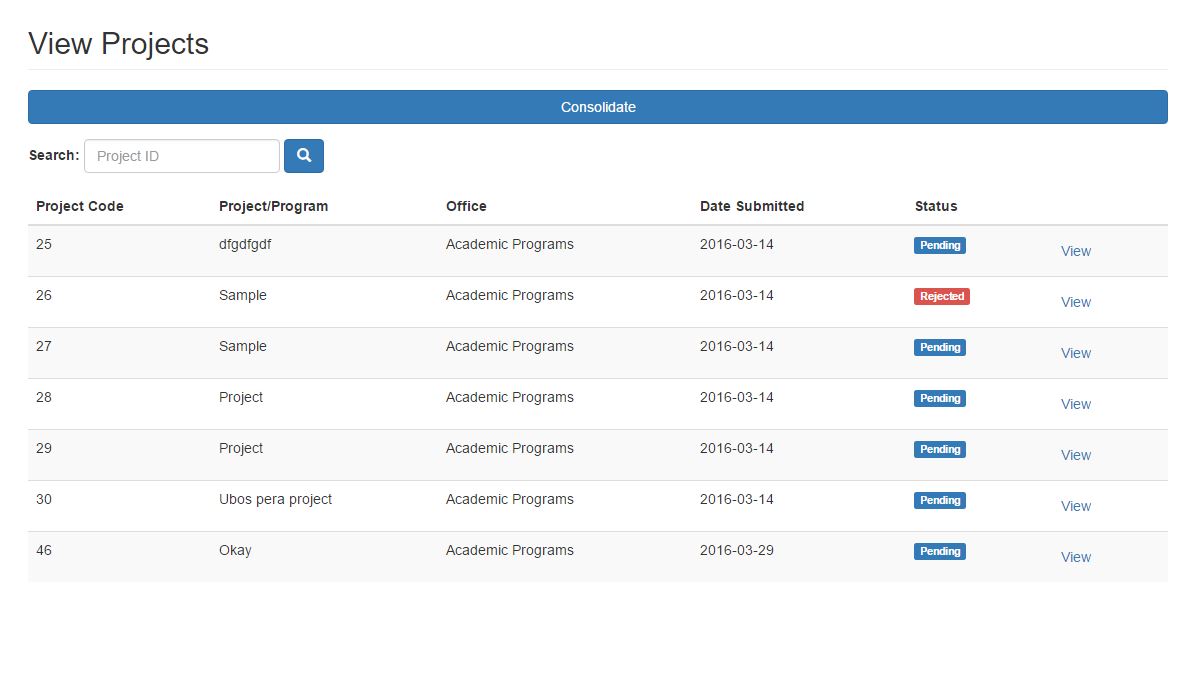 View Projects
Consolidate
Search: Project ID
Project Code Project/Program Office Date Submitted Status
25 dfgdfgdf Academic Programs 2016-03-14 Pending View
26 Sample Academic Programs 2016-03-14 Rejected View
27 Sample Academic Programs 2016-03-14 Pending View
28 Project Academic Programs 2016-03-14 Pending View
29 Project Academic Programs 2016-03-14 Pending View
30 Ubos pera project Academic Programs 2016-03-14 Pending View
46 Okay Academic Programs 2016-03-29 Pending View